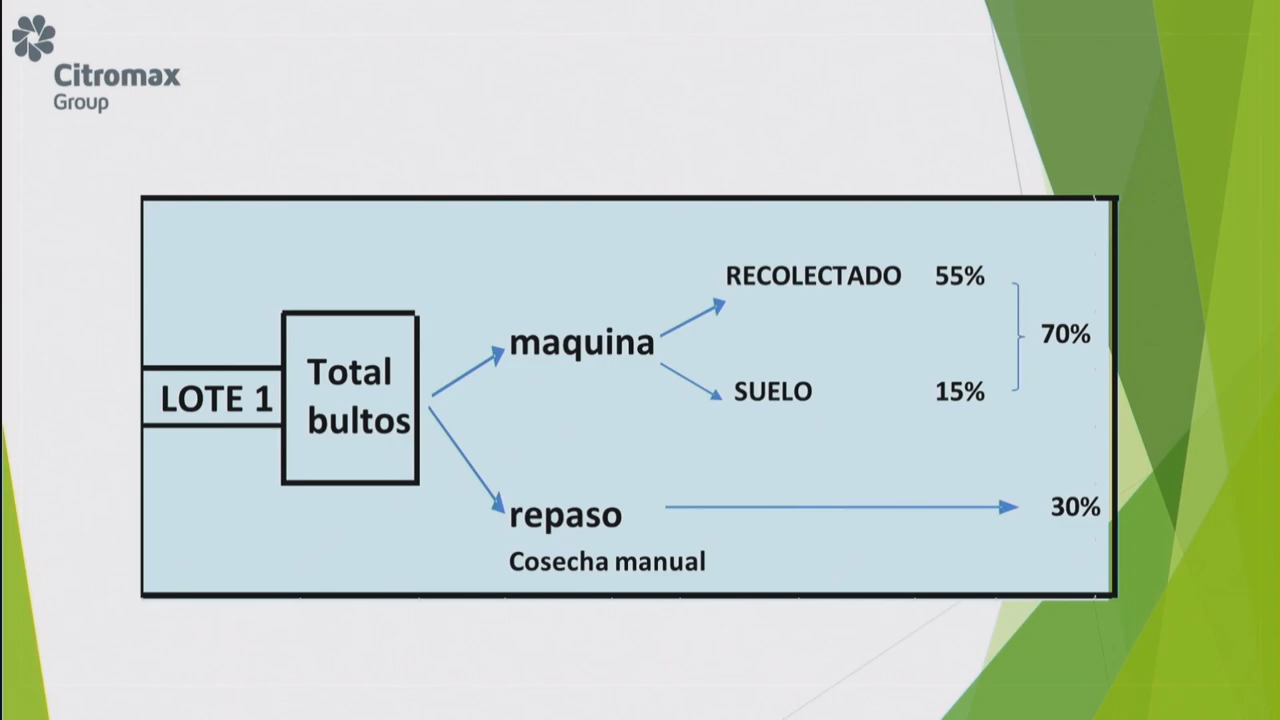 Citromax
Group
LOTE 1
Total
bultos
maquina
RECOLECTADO 55%
SUELO 15%
70%
repaso
Cosecha manual
30%